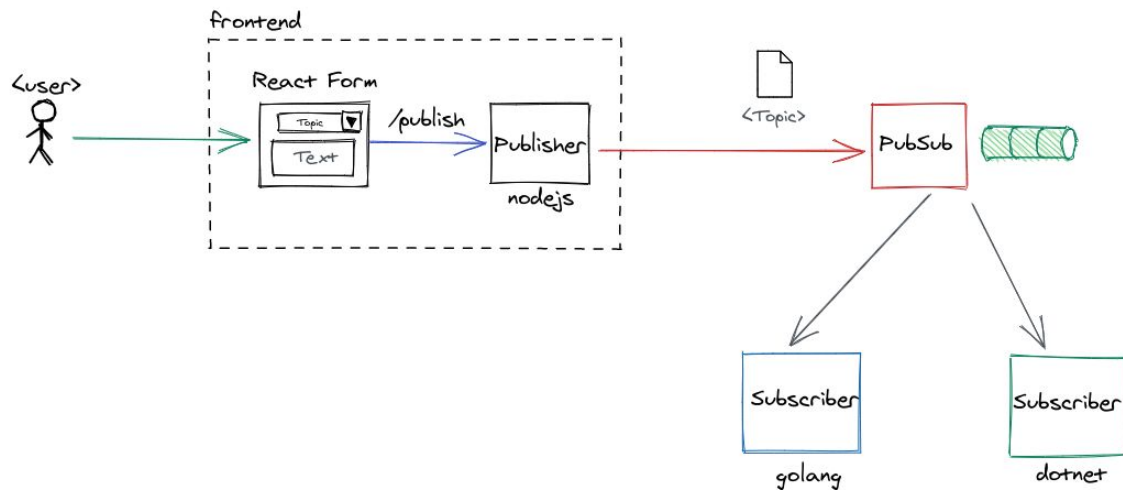 frontend
<user>
React Form
Topic
Text
/publish
Publisher
nodejs
<Topic>
PubSub
Subscriber
golang
Subscriber
dotnet